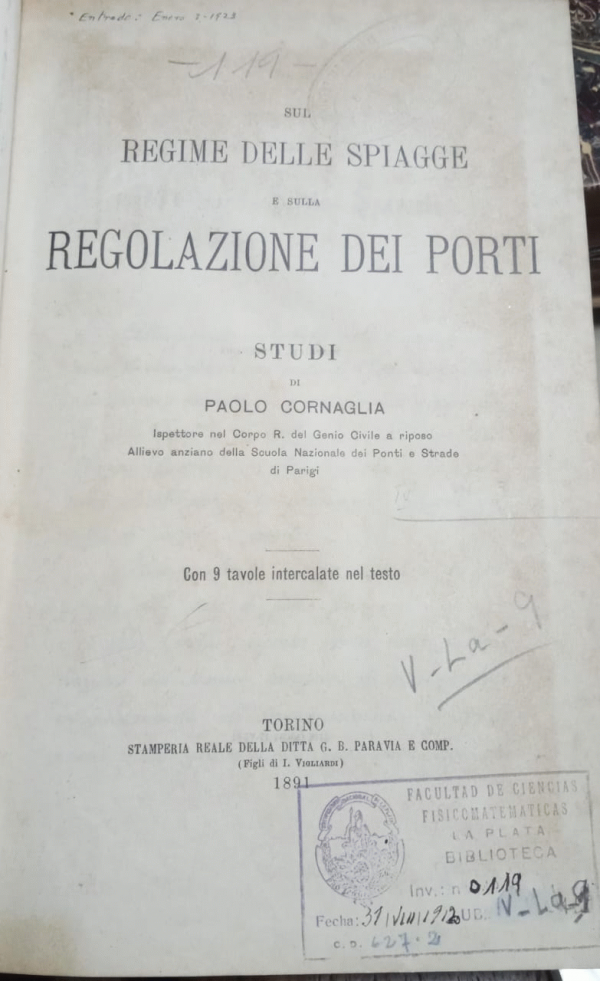 Entrada: Enero 2-1923
-119-
SUL
REGIME DELLE SPIAGGE
E SULLA
REGOLAZIONE DEI PORTI
STUDI
DI
PAOLO CORNAGLIA
Ispettore nel Corpo R. del Genio Civile a riposo
Allievo anziano della Scuola Nazionale dei Ponti e Strade
di Parigi
Con 9 tavole intercalate nel testo
V-La-9
TORINO
STAMPERIA REALE DELLA DITTA G. B. PARAVIA E COMP.
(Figli di I. VIGLIARDI)
1891
FACULTAD DE CIENCIAS
FISICOMATEMATICAS
LA PLATA
BIBLIOTECA
Inv.: n 0119
Fecha: 31 UB. V-La-9
C. D. 627.2